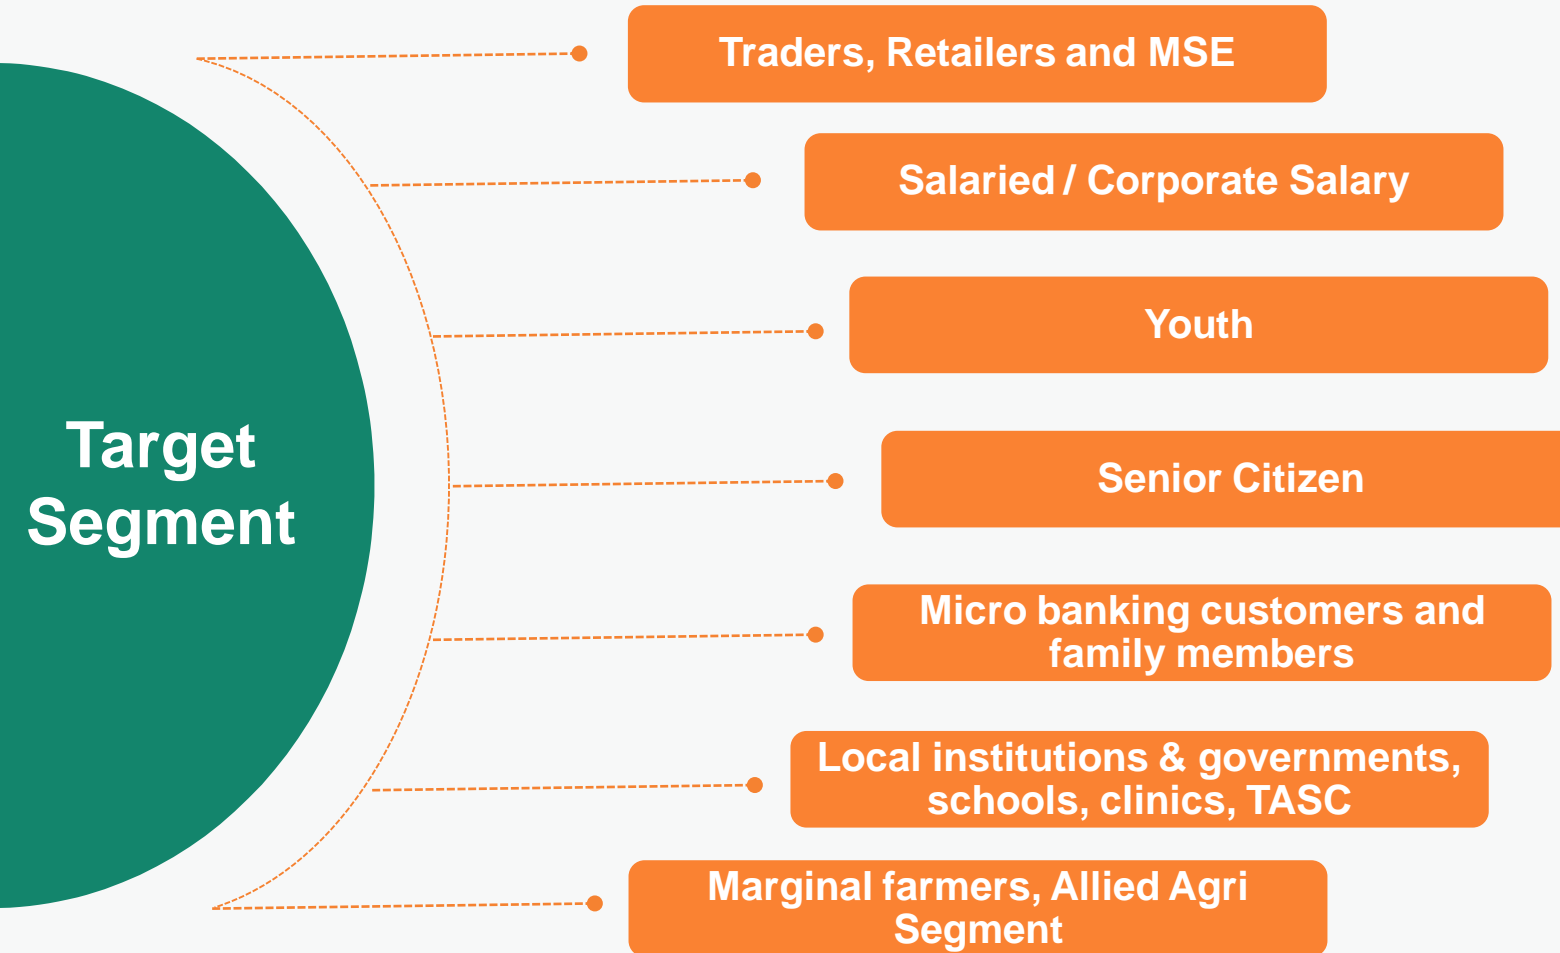 Traders, Retailers and MSE
Salaried / Corporate Salary
Youth
Target
Segment
Senior Citizen
Micro banking customers and
family members
Local institutions & governments,
schools, clinics, TASC
Marginal farmers, Allied Agri
Segment